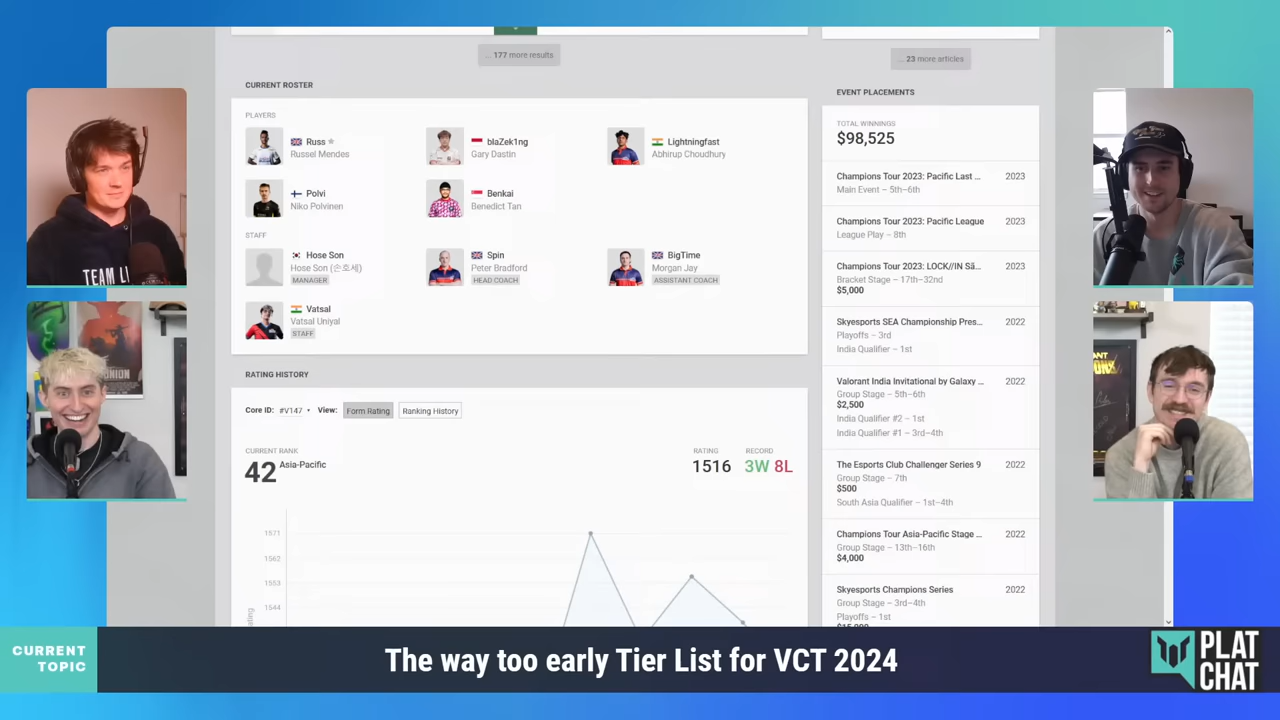 ... 177 more results
CURRENT ROSTER
PLAYERS
Russ
Russel Mendes
blaZek1ng
Gary Dastin
Lightningfast
Abhirup Choudhury
Polvi
Niko Polvinen
Benkai
Benedict Tan
STAFF
Hose Son
Hose Son (손호세)
MANAGER
Spin
Peter Bradford
HEAD COACH
BigTime
Morgan Jay
ASSISTANT COACH
Vatsal
Vatsal Uniyal
STAFF
RATING HISTORY
Core ID: #V147 View: Form Rating Ranking History
CURRENT RANK
42 Asia-Pacific
RATING
1516
RECORD
3W 8L
1571
1562
1553
1544
... 23 more articles
EVENT PLACEMENTS
TOTAL WINNINGS
$98,525
Champions Tour 2023: Pacific Last ... 2023
Main Event – 5th–6th
Champions Tour 2023: Pacific League 2023
League Play – 8th
Champions Tour 2023: LOCK//IN Sã... 2023
Bracket Stage – 17th–32nd
$5,000
Skyesports SEA Championship Pres... 2022
Playoffs – 3rd
India Qualifier – 1st
Valorant India Invitational by Galaxy ... 2022
Group Stage – 5th–6th
$2,500
India Qualifier #2 – 1st
India Qualifier #1 – 3rd–4th
The Esports Club Challenger Series 9 2022
Group Stage – 7th
$500
South Asia Qualifier – 1st–4th
Champions Tour Asia-Pacific Stage ... 2022
Group Stage – 13th–16th
$4,000
Skyesports Champions Series 2022
Group Stage – 3rd–4th
Playoffs – 1st
TEAM LI
CURRENT
TOPIC
The way too early Tier List for VCT 2024
PLAT
CHAT